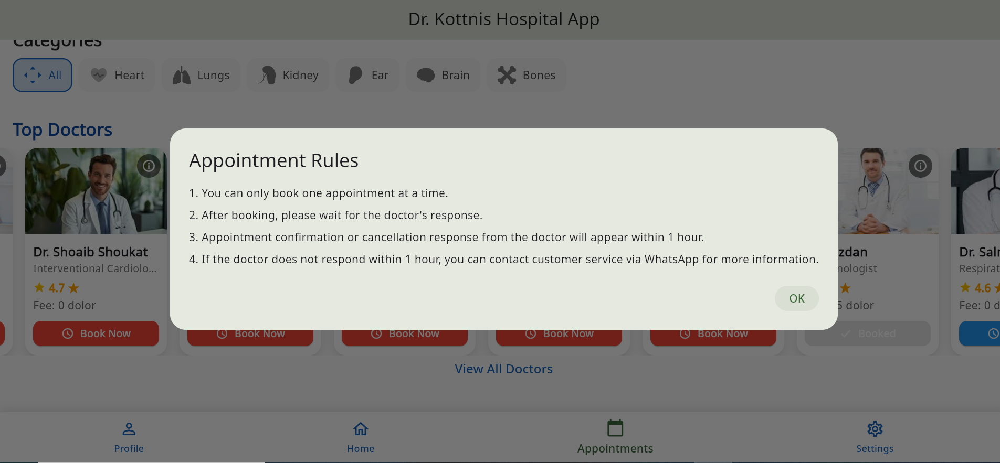 Dr. Kottnis Hospital App
Categories
All
Heart
Lungs
Kidney
Ear
Brain
Bones
Top Doctors
Appointment Rules
1. You can only book one appointment at a time.
2. After booking, please wait for the doctor's response.
3. Appointment confirmation or cancellation response from the doctor will appear within 1 hour.
4. If the doctor does not respond within 1 hour, you can contact customer service via WhatsApp for more information.
OK
Dr. Shoaib Shoukat
Interventional Cardiolo...
4.7
Fee: 0 dolor
Book Now
Book Now
Book Now
Book Now
Book Now
zdan
nologist
5 dolor
Booked
Dr. Saln
Respirat
4.6
Fee: 0 d
View All Doctors
Profile
Home
Appointments
Settings